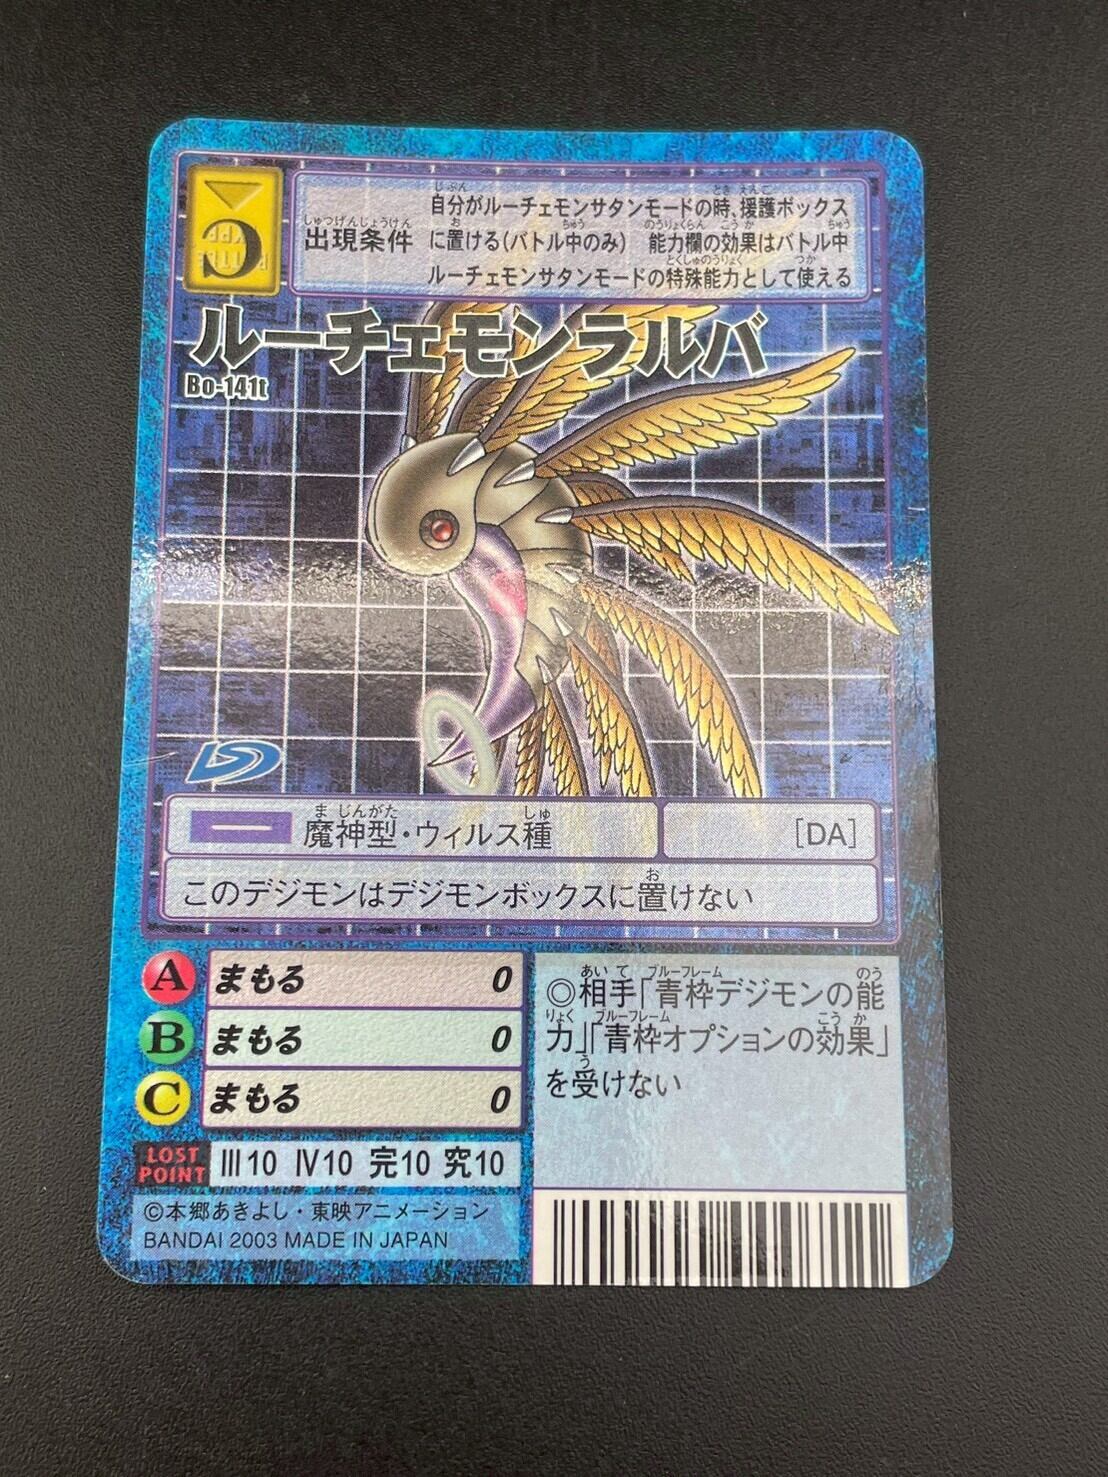 出現条件
自分がルーチェモンサタンモードの時、援護ボックス
に置ける(バトル中のみ) 能力欄の効果はバトル中
ルーチェモンサタンモードの特殊能力として使える
C
ルーチェモンラルバ
Bo-141t
魔神型・ウィルス種
[DA]
このデジモンはデジモンボックスに置けない
A まもる 0
B まもる 0
C まもる 0
LOST POINT Ⅲ10 Ⅳ10 完10 究10
◎相手「青枠デジモンの能
力」「青枠オプションの効果」
を受けない
©本郷あきよし・東映アニメーション
BANDAI 2003 MADE IN JAPAN